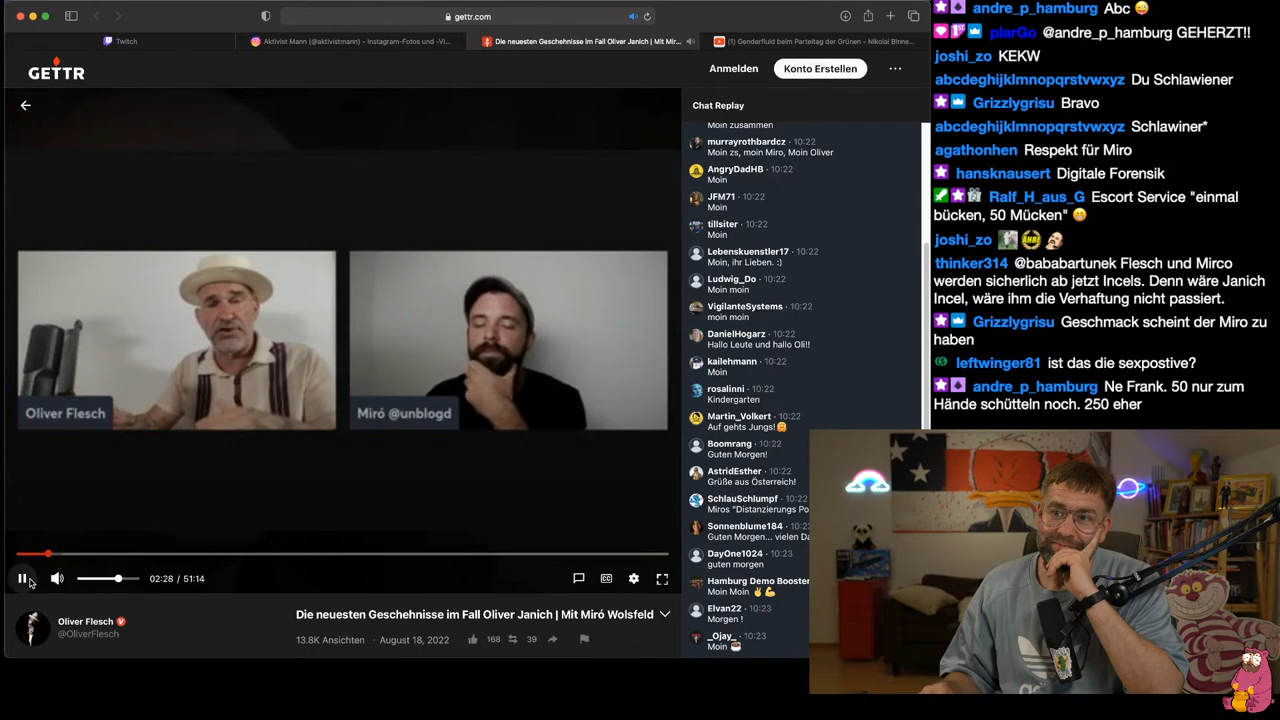 gettr.com
Twitch
Aktivist Mann (@aktivistmann) • Instagram-Fotos und -Vi...
Die neuesten Geschehnisse im Fall Oliver Janich | Mit Mir...
(1) Genderfluid beim Parteitag der Grünen - Nikolai Binne...
GETTR
Anmelden
Konto Erstellen
Chat Replay
Moin zusammen
murrayrothbardcz · 10:22
Moin zs, moin Miro, Moin Oliver
AngryDadHB · 10:22
Moin
JFM71 · 10:22
Moin
tillsiter · 10:22
Moin
Lebenskuenstler17 · 10:22
Moin, ihr Lieben. :)
Ludwig_Do · 10:22
Moin moin
VigilanteSystems · 10:22
moin moin
DanielHogarz · 10:22
Hallo Leute und hallo Oli!!
kailehmann · 10:22
Moin
rosalinni · 10:22
Kindergarten
Martin_Volkert · 10:22
Auf gehts Jungs!🤗
Boomrang · 10:22
Guten Morgen!
AstridEsther · 10:22
Grüße aus Österreich!
SchlauSchlumpf · 10:22
Miros "Distanzierungs Po
Sonnenblume184 · 10:23
Guten Morgen... vielen Da
DayOne1024 · 10:23
guten morgen
Hamburg Demo Booster
Moin Moin ✌💪
Elvan22 · 10:23
Morgen !
_Ojay_ · 10:23
Moin
Oliver Flesch
Miró @unblogd
02:28 / 51:14
Oliver Flesch
@OliverFlesch
Die neuesten Geschehnisse im Fall Oliver Janich | Mit Miró Wolsfeld
13.8K Ansichten • August 18, 2022
168
39
andre_p_hamburg Abc 😜
plarGo @andre_p_hamburg GEHERZT!!
joshi_zo KEKW
abcdeghijklmnopqrstvwxyz Du Schlawiener
Grizzlygrisu Bravo
abcdeghijklmnopqrstvwxyz Schlawiner*
agathonhen Respekt für Miro
hansknausert Digitale Forensik
Ralf_H_aus_G Escort Service "einmal
bücken, 50 Mücken" 😁
joshi_zo
thinker314 @bababartunek Flesch und Mirco
werden sicherlich ab jetzt Incels. Denn wäre Janich
Incel, wäre ihm die Verhaftung nicht passiert.
Grizzlygrisu Geschmack scheint der Miro zu
haben
leftwinger81 ist das die sexpostive?
andre_p_hamburg Ne Frank. 50 nur zum
Hände schütteln noch. 250 eher